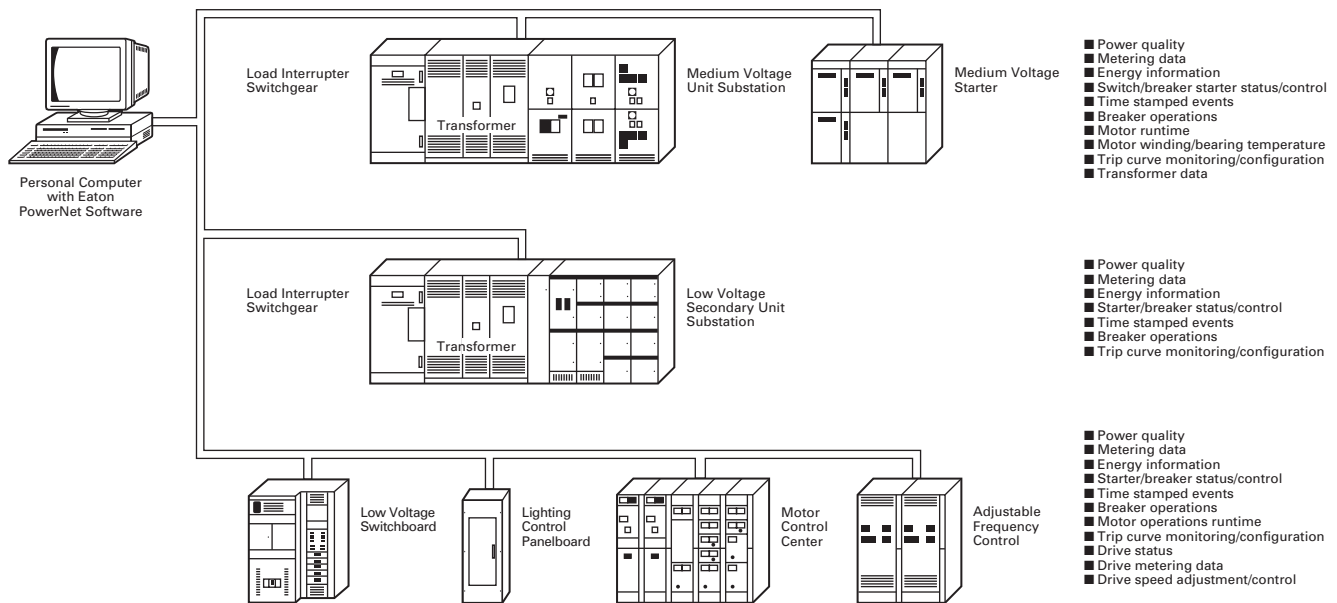 Personal Computer
with Eaton
PowerNet Software
Load Interrupter
Switchgear
Transformer
Medium Voltage
Unit Substation
Medium Voltage
Starter
■ Power quality
■ Metering data
■ Energy information
■ Switch/breaker starter status/control
■ Time stamped events
■ Breaker operations
■ Motor runtime
■ Motor winding/bearing temperature
■ Trip curve monitoring/configuration
■ Transformer data
Load Interrupter
Switchgear
Transformer
Low Voltage
Secondary Unit
Substation
■ Power quality
■ Metering data
■ Energy information
■ Starter/breaker status/control
■ Time stamped events
■ Breaker operations
■ Trip curve monitoring/configuration
Low Voltage
Switchboard
Lighting
Control
Panelboard
Motor
Control
Center
Adjustable
Frequency
Control
■ Power quality
■ Metering data
■ Energy information
■ Starter/breaker status/control
■ Time stamped events
■ Breaker operations
■ Motor operations runtime
■ Trip curve monitoring/configuration
■ Drive status
■ Drive metering data
■ Drive speed adjustment/control